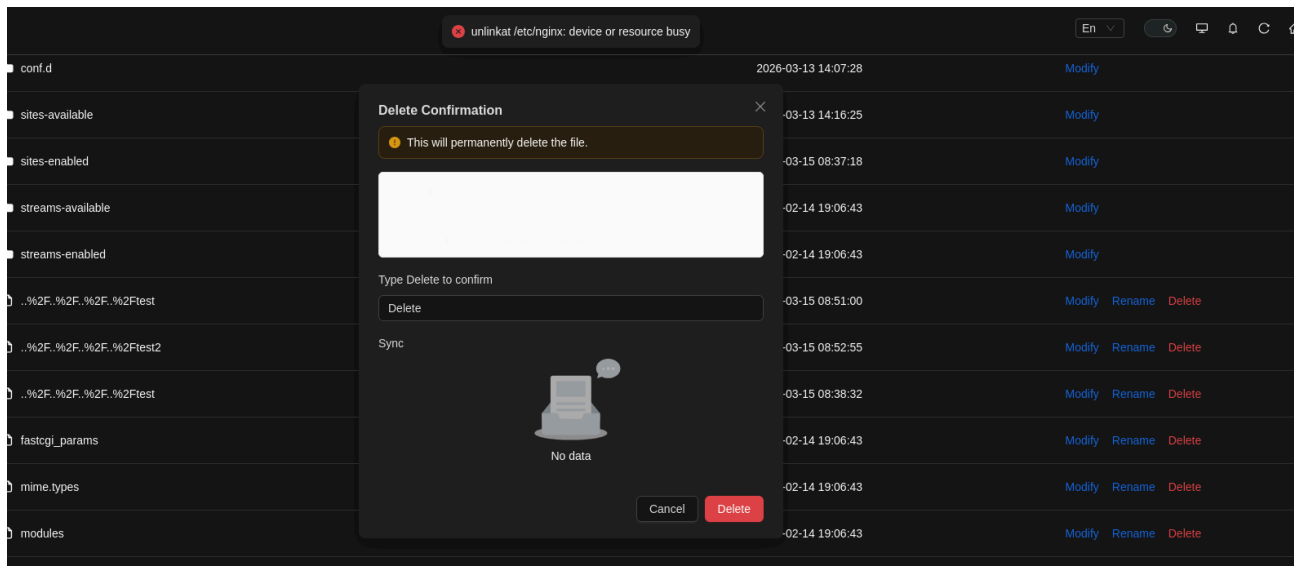 unlinkat /etc/nginx: device or resource busy
En
conf.d 2026-03-13 14:07:28 Modify
Delete Confirmation
sites-available -03-13 14:16:25 Modify
This will permanently delete the file.
sites-enabled -03-15 08:37:18 Modify
streams-available -02-14 19:06:43 Modify
streams-enabled -02-14 19:06:43 Modify
Type Delete to confirm
..%2F..%2F..%2F..%2Ftest -03-15 08:51:00 Modify Rename Delete
Delete
Sync
..%2F..%2F..%2F..%2Ftest2 -03-15 08:52:55 Modify Rename Delete
..%2F..%2F..%2F..%2Ftest -03-15 08:38:32 Modify Rename Delete
fastcgi_params -02-14 19:06:43 Modify Rename Delete
No data
mime.types -02-14 19:06:43 Modify Rename Delete
Cancel Delete
modules -02-14 19:06:43 Modify Rename Delete